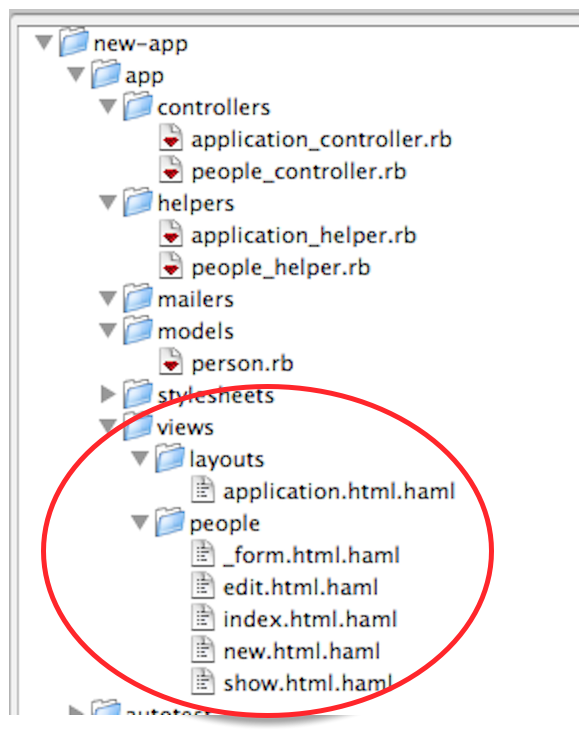 new-app
app
controllers
application_controller.rb
people_controller.rb
helpers
application_helper.rb
people_helper.rb
mailers
models
person.rb
stylesheets
views
layouts
application.html.haml
people
_form.html.haml
edit.html.haml
index.html.haml
new.html.haml
show.html.haml
autotest